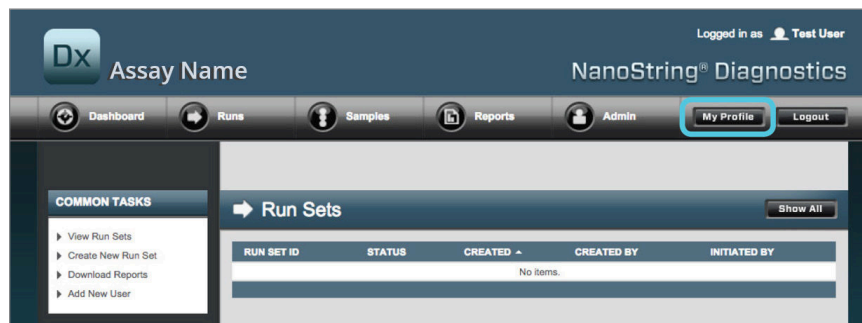 Logged in as Test User
Dx Assay Name
NanoString® Diagnostics
Dashboard Runs Samples Reports Admin My Profile Logout
COMMON TASKS
View Run Sets
Create New Run Set
Download Reports
Add New User
Run Sets Show All
RUN SET ID STATUS CREATED CREATED BY INITIATED BY
No items.